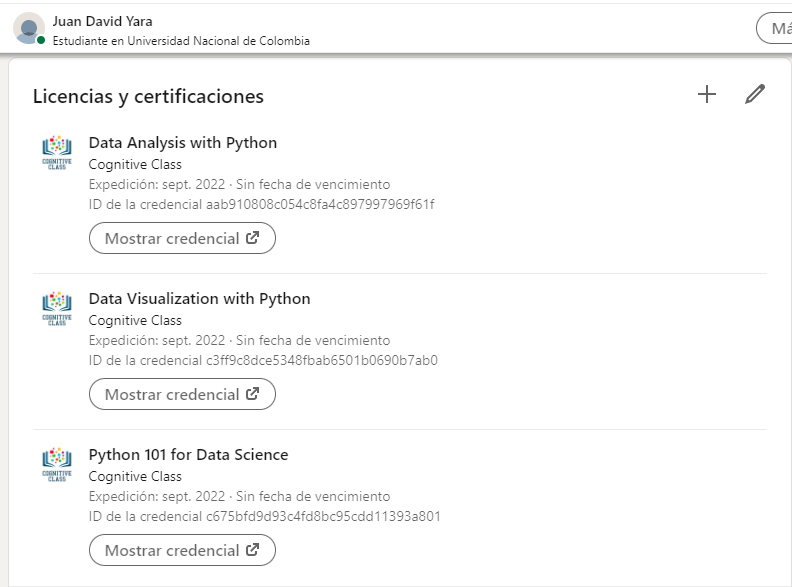 Juan David Yara
Estudiante en Universidad Nacional de Colombia
Má
Licencias y certificaciones
COGNITIVE
CLASS
Data Analysis with Python
Cognitive Class
Expedición: sept. 2022 · Sin fecha de vencimiento
ID de la credencial aab910808c054c8fa4c897997969f61f
Mostrar credencial
COGNITIVE
CLASS
Data Visualization with Python
Cognitive Class
Expedición: sept. 2022 · Sin fecha de vencimiento
ID de la credencial c3ff9c8dce5348fbab6501b0690b7ab0
Mostrar credencial
COGNITIVE
CLASS
Python 101 for Data Science
Cognitive Class
Expedición: sept. 2022 · Sin fecha de vencimiento
ID de la credencial c675bfd9d93c4fd8bc95cdd11393a801
Mostrar credencial